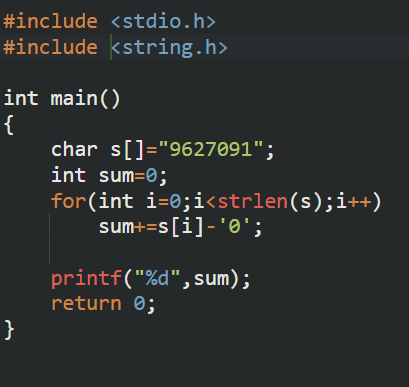 #include <stdio.h>
#include <string.h>
int main()
{
    char s[]="9627091";
    int sum=0;
    for(int i=0;i<strlen(s);i++)
        sum+=s[i]-'0';
    printf("%d",sum);
    return 0;
}